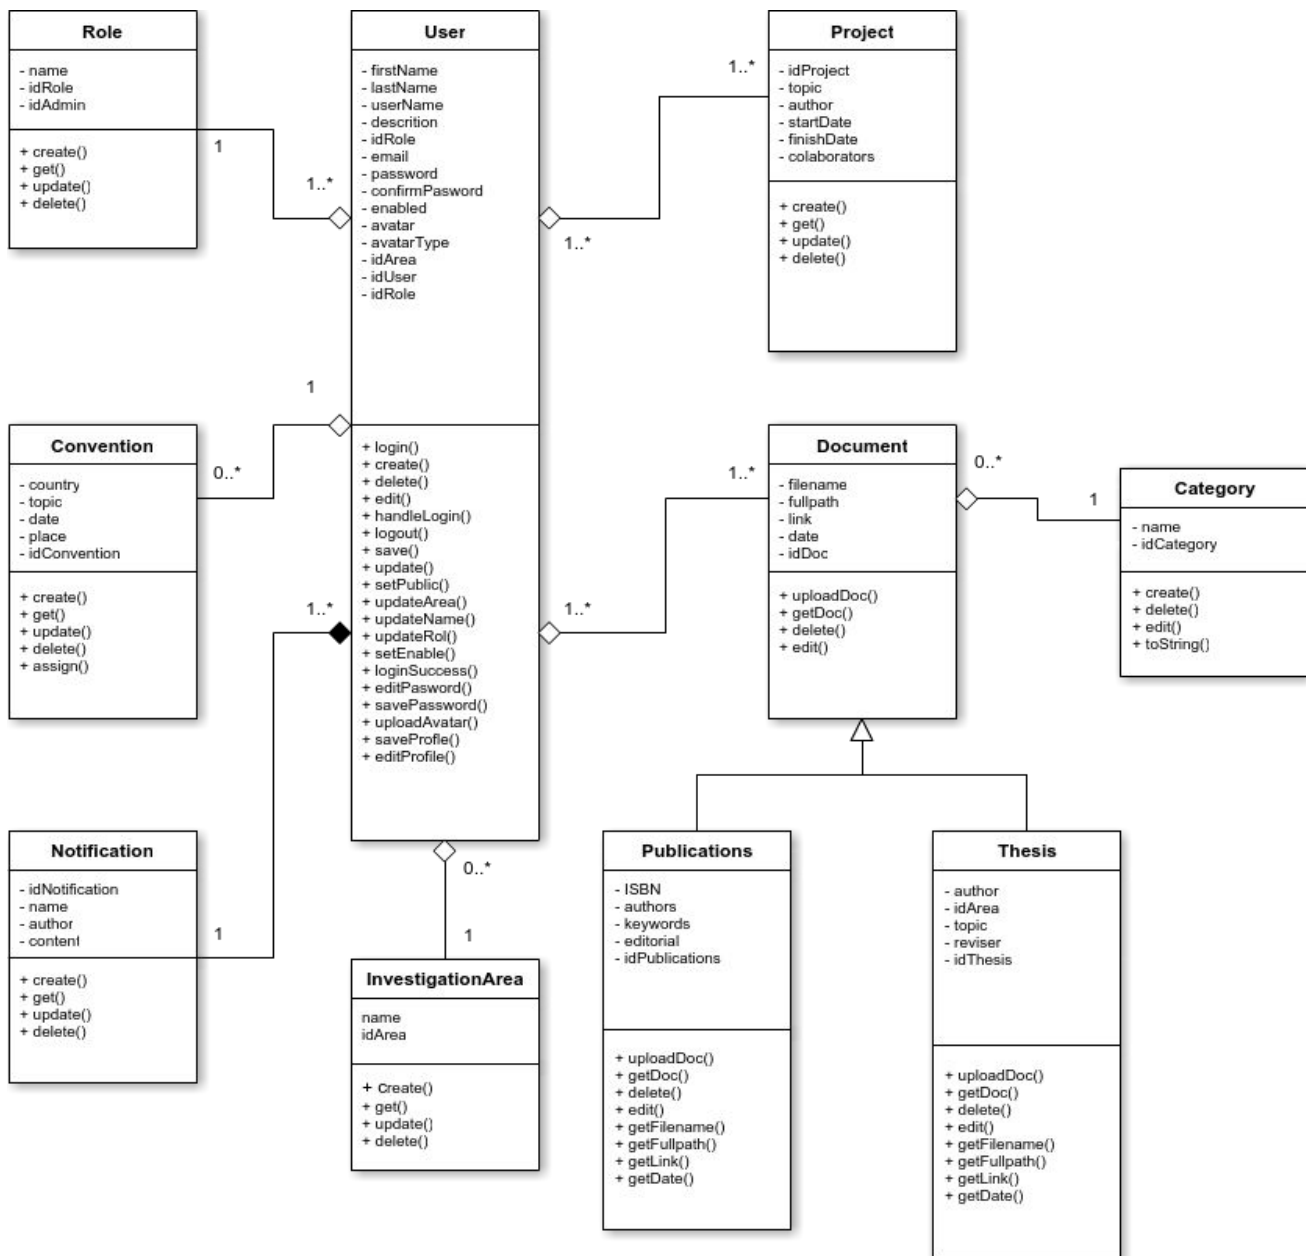 Role
- name
- idRole
- idAdmin
+ create()
+ get()
+ update()
+ delete()
1
1..*
User
- firstName
- lastName
- userName
- descrition
- idRole
- email
- password
- confirmPasword
- enabled
- avatar
- avatarType
- idArea
- idUser
- idRole
+ login()
+ create()
+ delete()
+ edit()
+ handleLogin()
+ logout()
+ save()
+ update()
+ setPublic()
+ updateArea()
+ updateName()
+ updateRol()
+ setEnable()
+ loginSuccess()
+ editPasword()
+ savePassword()
+ uploadAvatar()
+ saveProfle()
+ editProfile()
1..*
1..*
Project
- idProject
- topic
- author
- startDate
- finishDate
- colaborators
+ create()
+ get()
+ update()
+ delete()
1
0..*
Convention
- country
- topic
- date
- place
- idConvention
+ create()
+ get()
+ update()
+ delete()
+ assign()
1..*
1..*
1..*
Document
- filename
- fullpath
- link
- date
- idDoc
+ uploadDoc()
+ getDoc()
+ delete()
+ edit()
0..*
1
Category
- name
- idCategory
+ create()
+ delete()
+ edit()
+ toString()
Notification
- idNotification
- name
- author
- content
+ create()
+ get()
+ update()
+ delete()
1
0..*
1
InvestigationArea
name
idArea
+ create()
+ get()
+ update()
+ delete()
Publications
- ISBN
- authors
- keywords
- editorial
- idPublications
+ uploadDoc()
+ getDoc()
+ delete()
+ edit()
+ getFilename()
+ getFullpath()
+ getLink()
+ getDate()
Thesis
- author
- idArea
- topic
- reviser
- idThesis
+ uploadDoc()
+ getDoc()
+ delete()
+ edit()
+ getFilename()
+ getFullpath()
+ getLink()
+ getDate()